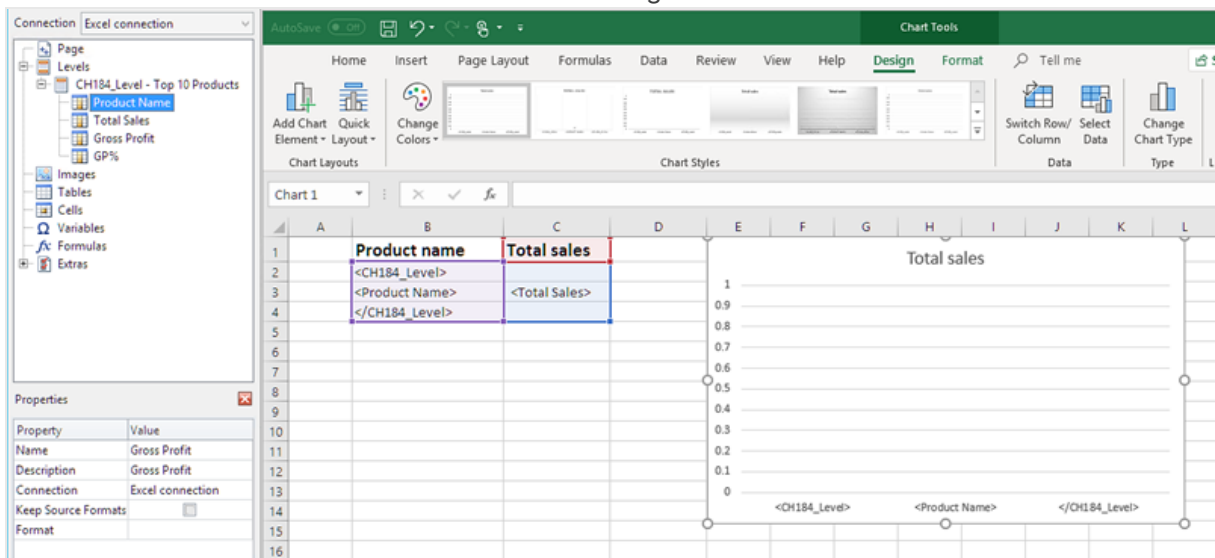 Connection Excel connection
Page
Levels
CH184_Level - Top 10 Products
Product Name
Total Sales
Gross Profit
GP%
Images
Tables
Cells
Variables
Formulas
Extras
Properties
Property Value
Name Gross Profit
Description Gross Profit
Connection Excel connection
Keep Source Formats
Format
AutoSave Off
Chart Tools
Home Insert Page Layout Formulas Data Review View Help Design Format Tell me
Add Chart Element Quick Layout Change Colors Switch Row/ Column Select Data Change Chart Type
Chart Layouts Chart Styles Data Type
Chart 1 fx
A B C D E F G H I J K L
1 Product name Total sales
2 <CH184_Level>
3 <Product Name> <Total Sales>
4 </CH184_Level>
5
6
7
8
9
10
11
12
13
14
15
16
Total sales
1
0.9
0.8
0.7
0.6
0.5
0.4
0.3
0.2
0.1
0
<CH184_Level> <Product Name> </CH184_Level>